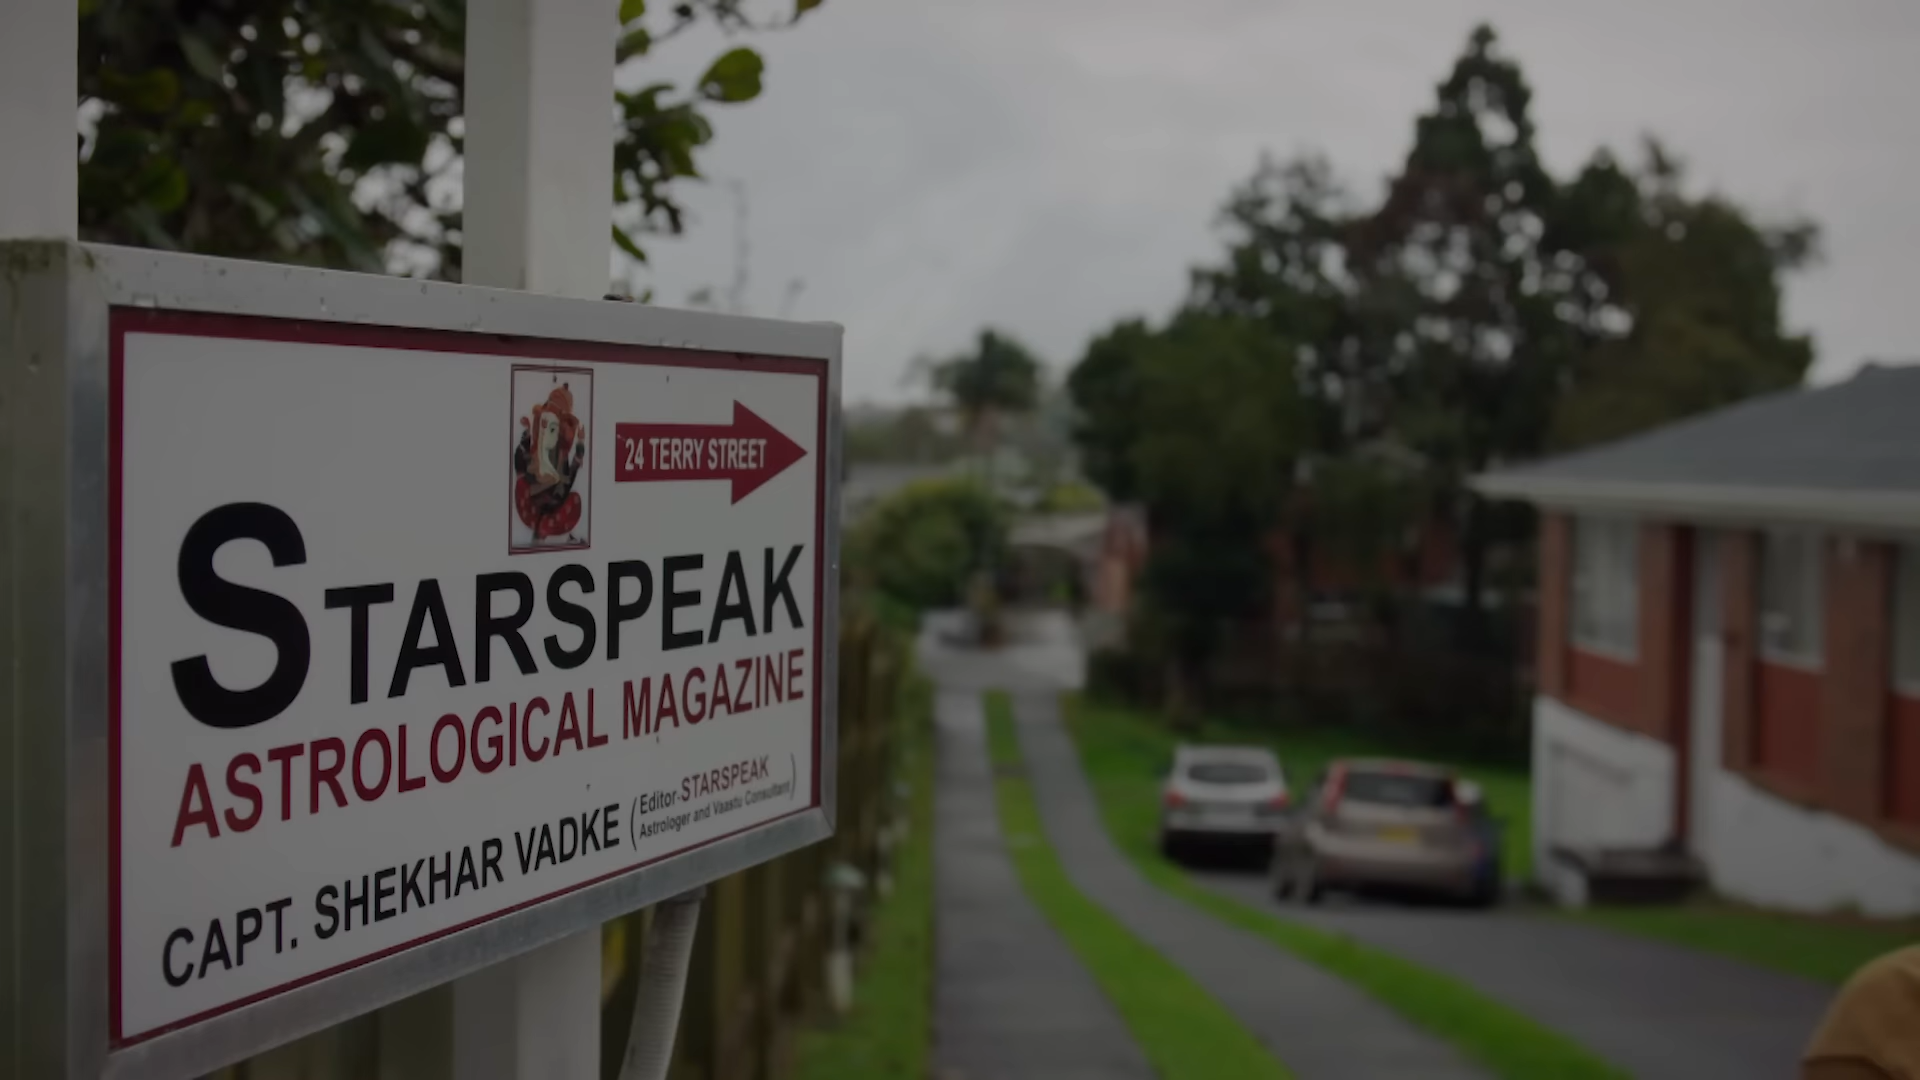 24 TERRY STREET
STARSPEAK
ASTROLOGICAL MAGAZINE
CAPT. SHEKHAR VADKE (Editor-STARSPEAK
Astrologer and Vaastu Consultant)